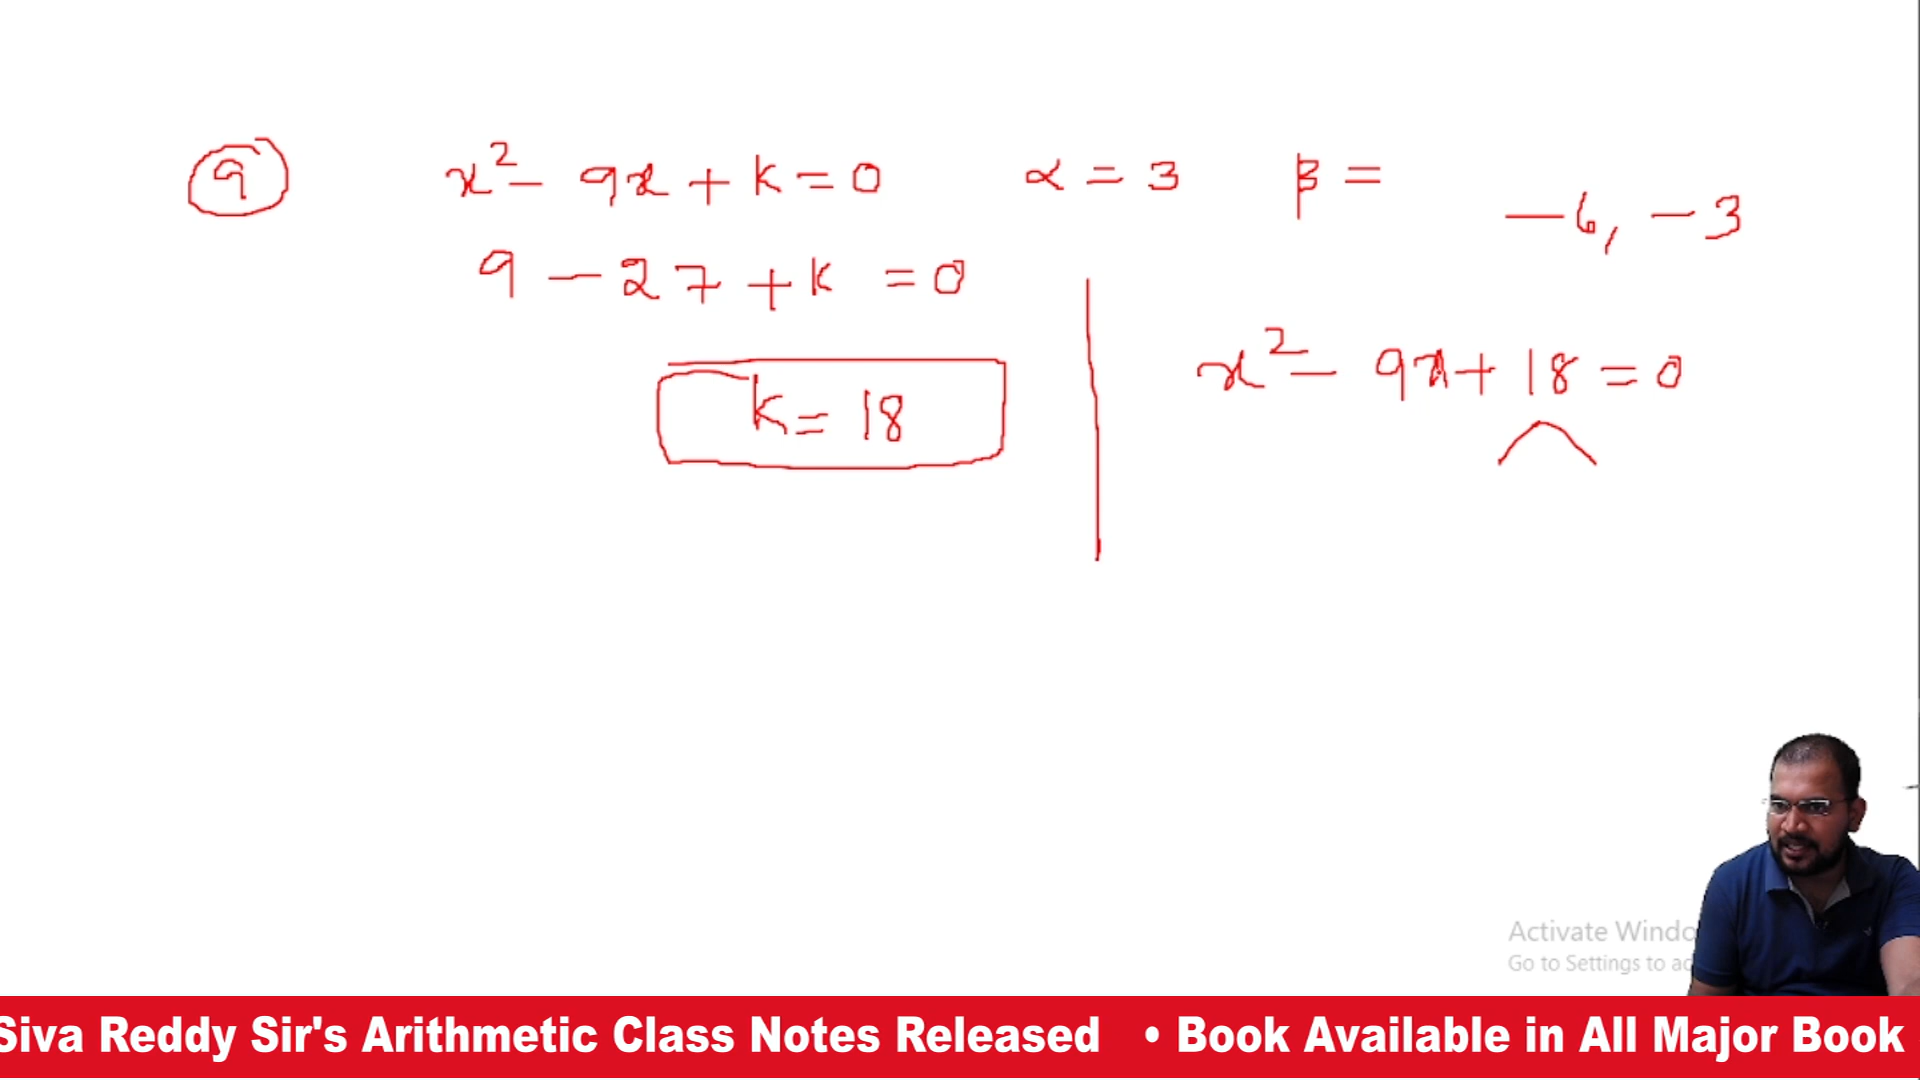 9
x² - 9x + k = 0 α = 3 β =
-6, -3
9 - 27 + k = 0
x² - 9x + 18 = 0
k = 18
Activate Windo
Go to Settings to ac
Siva Reddy Sir's Arithmetic Class Notes Released • Book Available in All Major Book